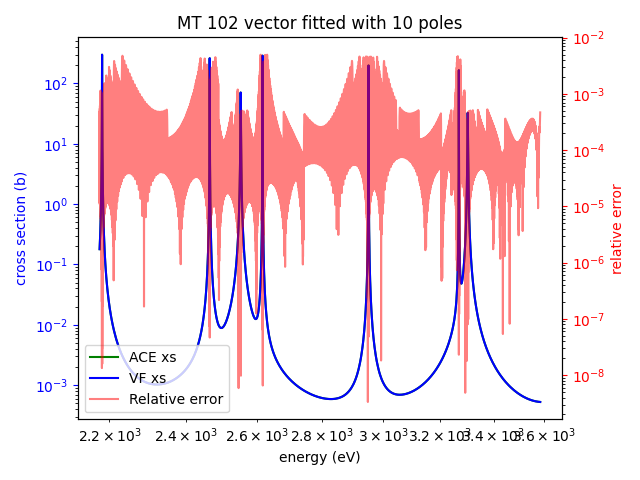 MT 102 vector fitted with 10 poles
cross section (b)
10²
10¹
10⁰
10⁻¹
10⁻²
10⁻³
10⁻²
10⁻³
10⁻⁴
10⁻⁵
10⁻⁶
10⁻⁷
10⁻⁸
relative error
ACE xs
VF xs
Relative error
2.2 × 10³ 2.4 × 10³ 2.6 × 10³ 2.8 × 10³ 3 × 10³ 3.2 × 10³ 3.4 × 10³ 3.6 × 10³
energy (eV)